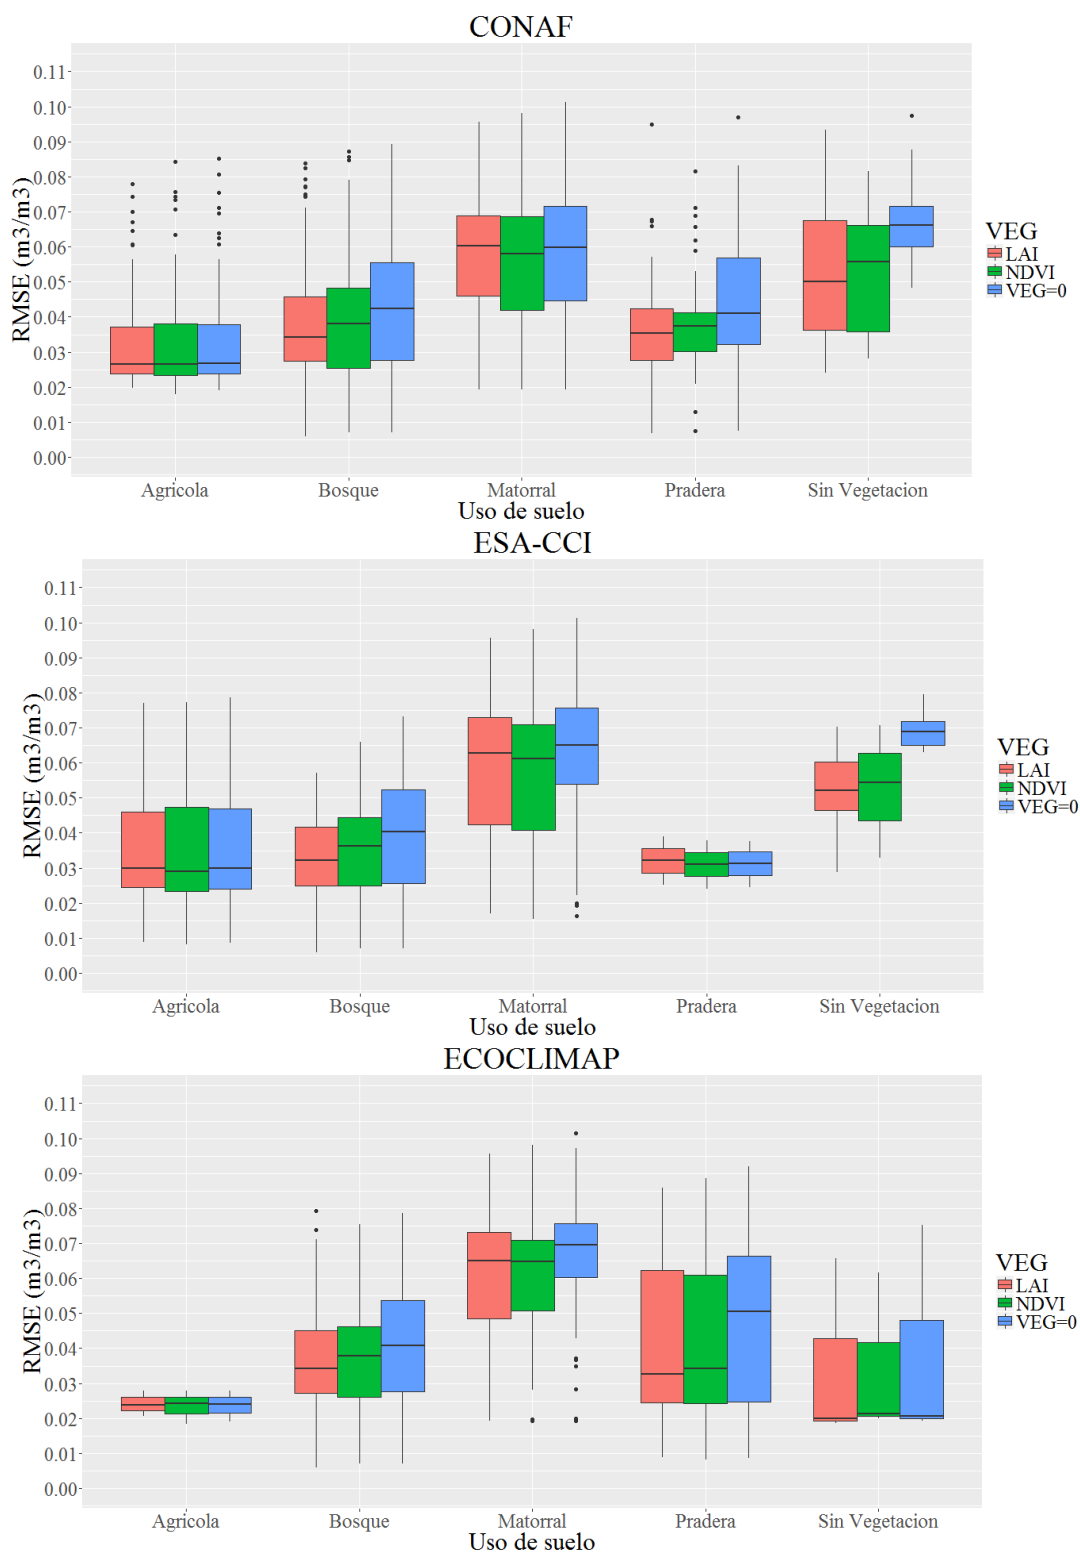 CONAF
RMSE (m3/m3)
0.11
0.10
0.09
0.08
0.07
0.06
0.05
0.04
0.03
0.02
0.01
0.00
Agricola Bosque Matorral Pradera Sin Vegetacion
Uso de suelo
VEG
LAI
NDVI
VEG=0
ESA-CCI
RMSE (m3/m3)
0.11
0.10
0.09
0.08
0.07
0.06
0.05
0.04
0.03
0.02
0.01
0.00
Agricola Bosque Matorral Pradera Sin Vegetacion
Uso de suelo
VEG
LAI
NDVI
VEG=0
ECOCLIMAP
RMSE (m3/m3)
0.11
0.10
0.09
0.08
0.07
0.06
0.05
0.04
0.03
0.02
0.01
0.00
Agricola Bosque Matorral Pradera Sin Vegetacion
Uso de suelo
VEG
LAI
NDVI
VEG=0